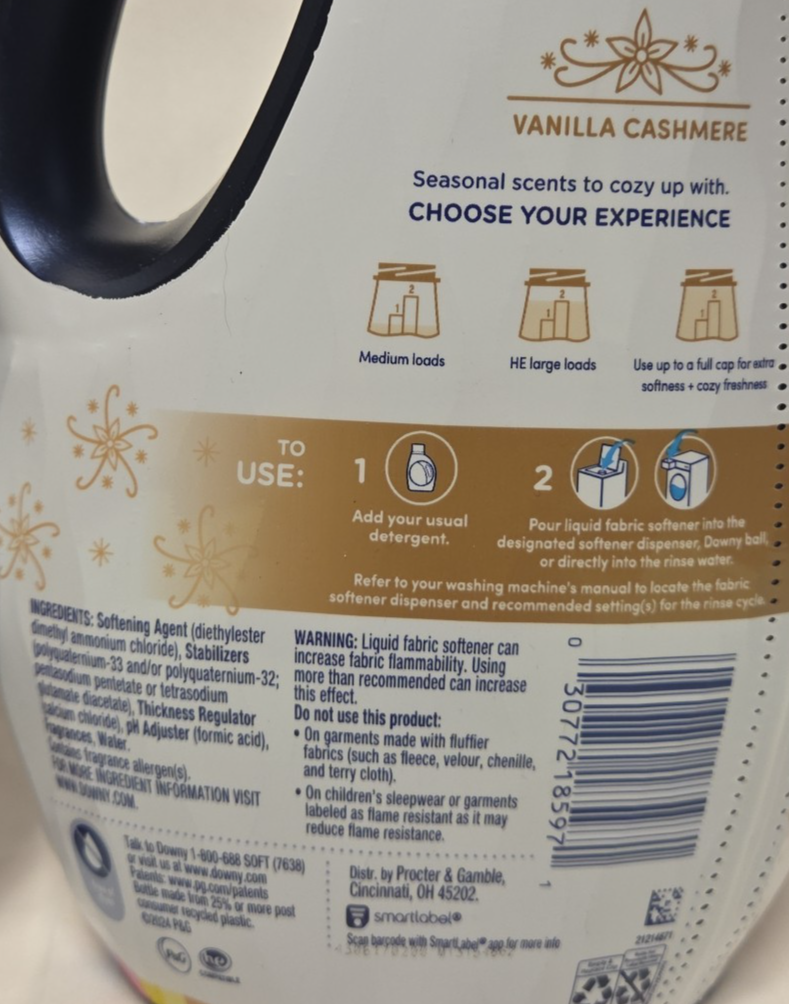 VANILLA CASHMERE
Seasonal scents to cozy up with.
CHOOSE YOUR EXPERIENCE
1 2
1 2
1 2
Medium loads
HE large loads
Use up to a full cap for extra
softness + cozy freshness
TO
USE:
1
Add your usual
detergent.
2
Pour liquid fabric softener into the
designated softener dispenser, Downy ball,
or directly into the rinse water.
Refer to your washing machine's manual to locate the fabric
softener dispenser and recommended setting(s) for the rinse cycle.
INGREDIENTS: Softening Agent (diethylester
dimethyl ammonium chloride), Stabilizers
(polyquaternium-33 and/or polyquaternium-32;
pentasodium pentetate or tetrasodium
glutamate diacetate), Thickness Regulator
(calcium chloride), pH Adjuster (formic acid),
Fragrances, Water.
Contains fragrance allergen(s).
FOR MORE INGREDIENT INFORMATION VISIT
WWW.DOWNY.COM.
WARNING: Liquid fabric softener can
increase fabric flammability. Using
more than recommended can increase
this effect.
Do not use this product:
• On garments made with fluffier
fabrics (such as fleece, velour, chenille,
and terry cloth).
• On children's sleepwear or garments
labeled as flame resistant as it may
reduce flame resistance.
0 30772 18597 1
Talk to Downy 1-800-688 SOFT (7638)
or visit us at www.downy.com
Patents: www.pg.com/patents
Bottle made from 25% or more post
consumer recycled plastic.
©2024 P&G
P&G
COMPATIBLE
Distr. by Procter & Gamble,
Cincinnati, OH 45202.
smartlabel®
Scan barcode with SmartLabel® app for more info
21214671